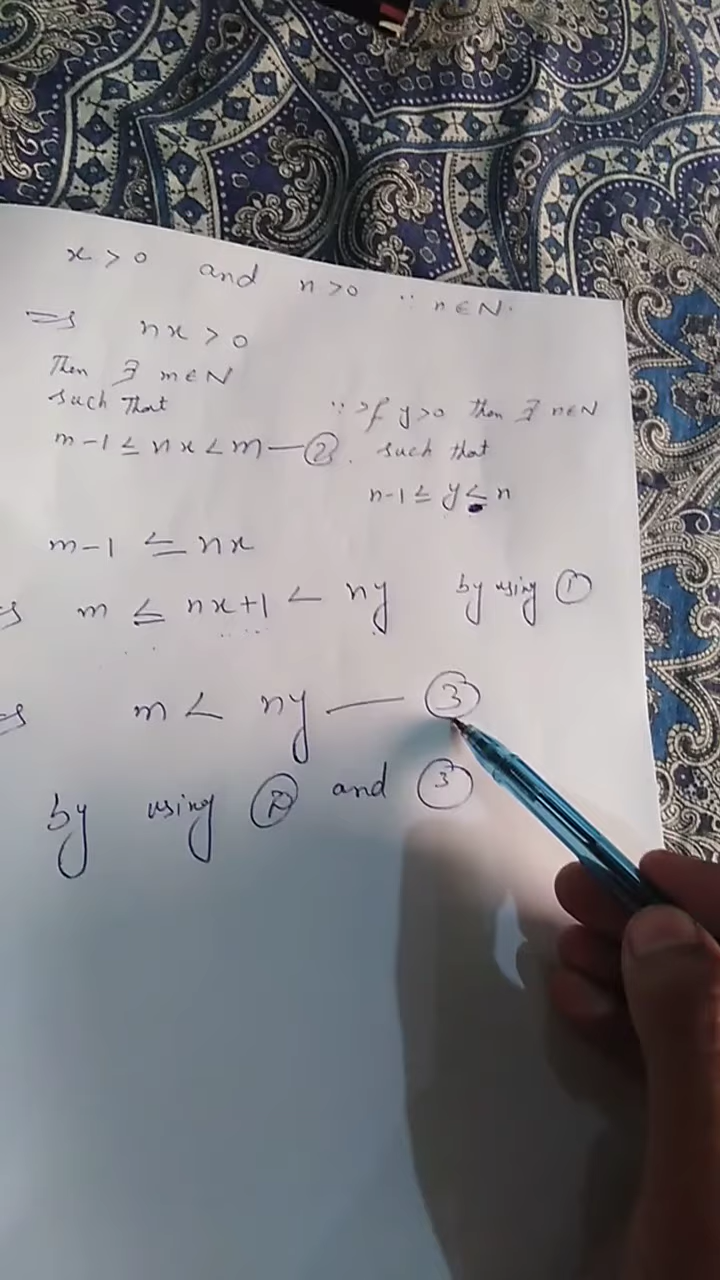 x > 0 and n > 0 ∵ n ∈ N.
⇒ nx > 0
Then ∃ m ∈ N
such that
m-1 ≤ nx < m — ②.
∵ If y > 0 then ∃ n ∈ N
such that
n-1 ≤ y ≤ n
m-1 ≤ nx
⇒ m ≤ nx+1 < ny by using ①
⇒ m < ny — ③
by using ② and ③